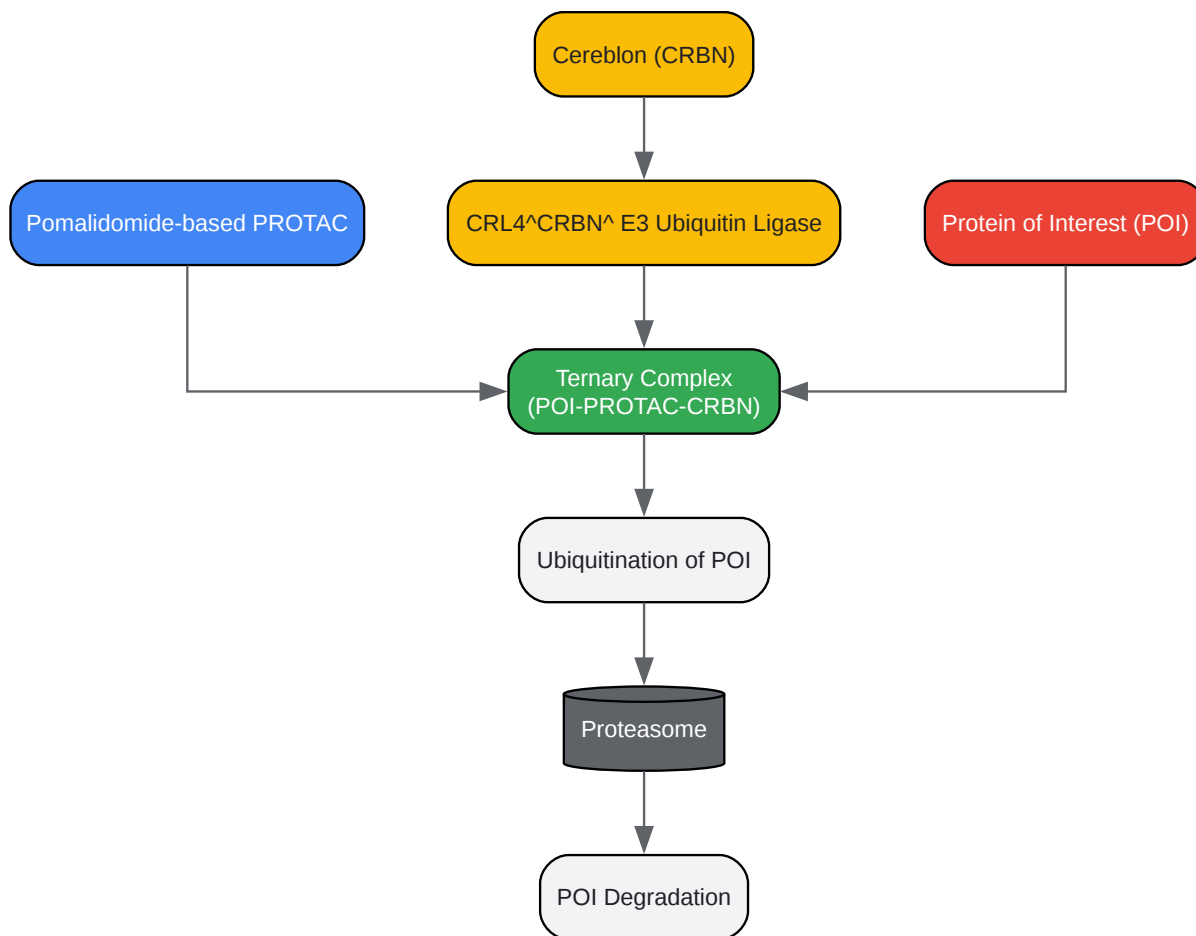 Cereblon (CRBN)
Pomalidomide-based PROTAC
CRL4^CRBN^ E3 Ubiquitin Ligase
Protein of Interest (POI)
Ternary Complex
(POI-PROTAC-CRBN)
Ubiquitination of POI
Proteasome
POI Degradation